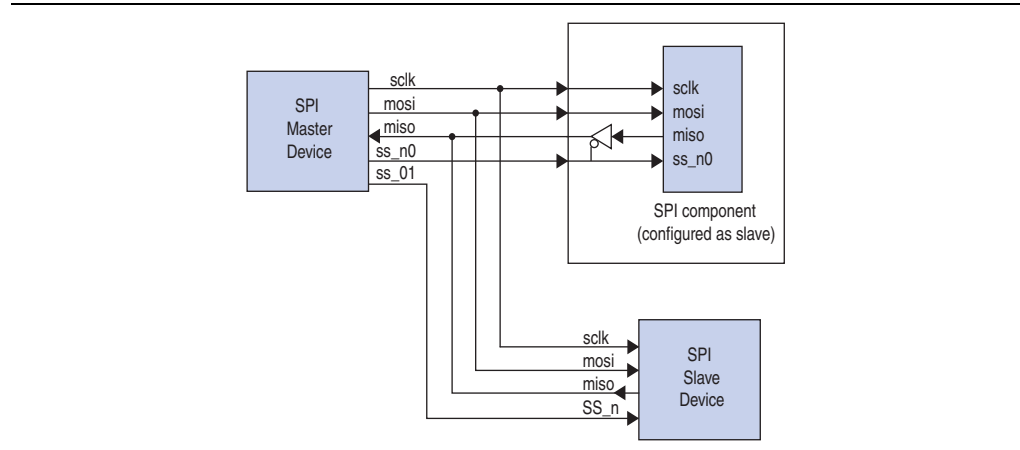 SPI
Master
Device
sclk
mosi
miso
ss_n0
ss_01
sclk
mosi
miso
ss_n0
SPI component
(configured as slave)
sclk
mosi
miso
SS_n
SPI
Slave
Device